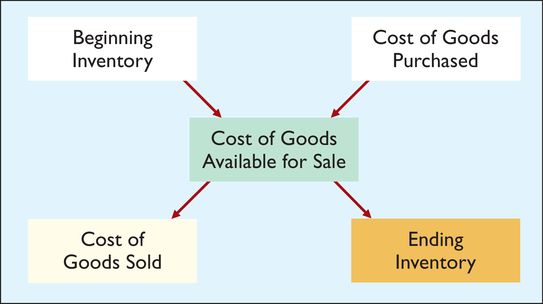 Beginning
Inventory
Cost of Goods
Purchased
Cost of Goods
Available for Sale
Cost of
Goods Sold
Ending
Inventory